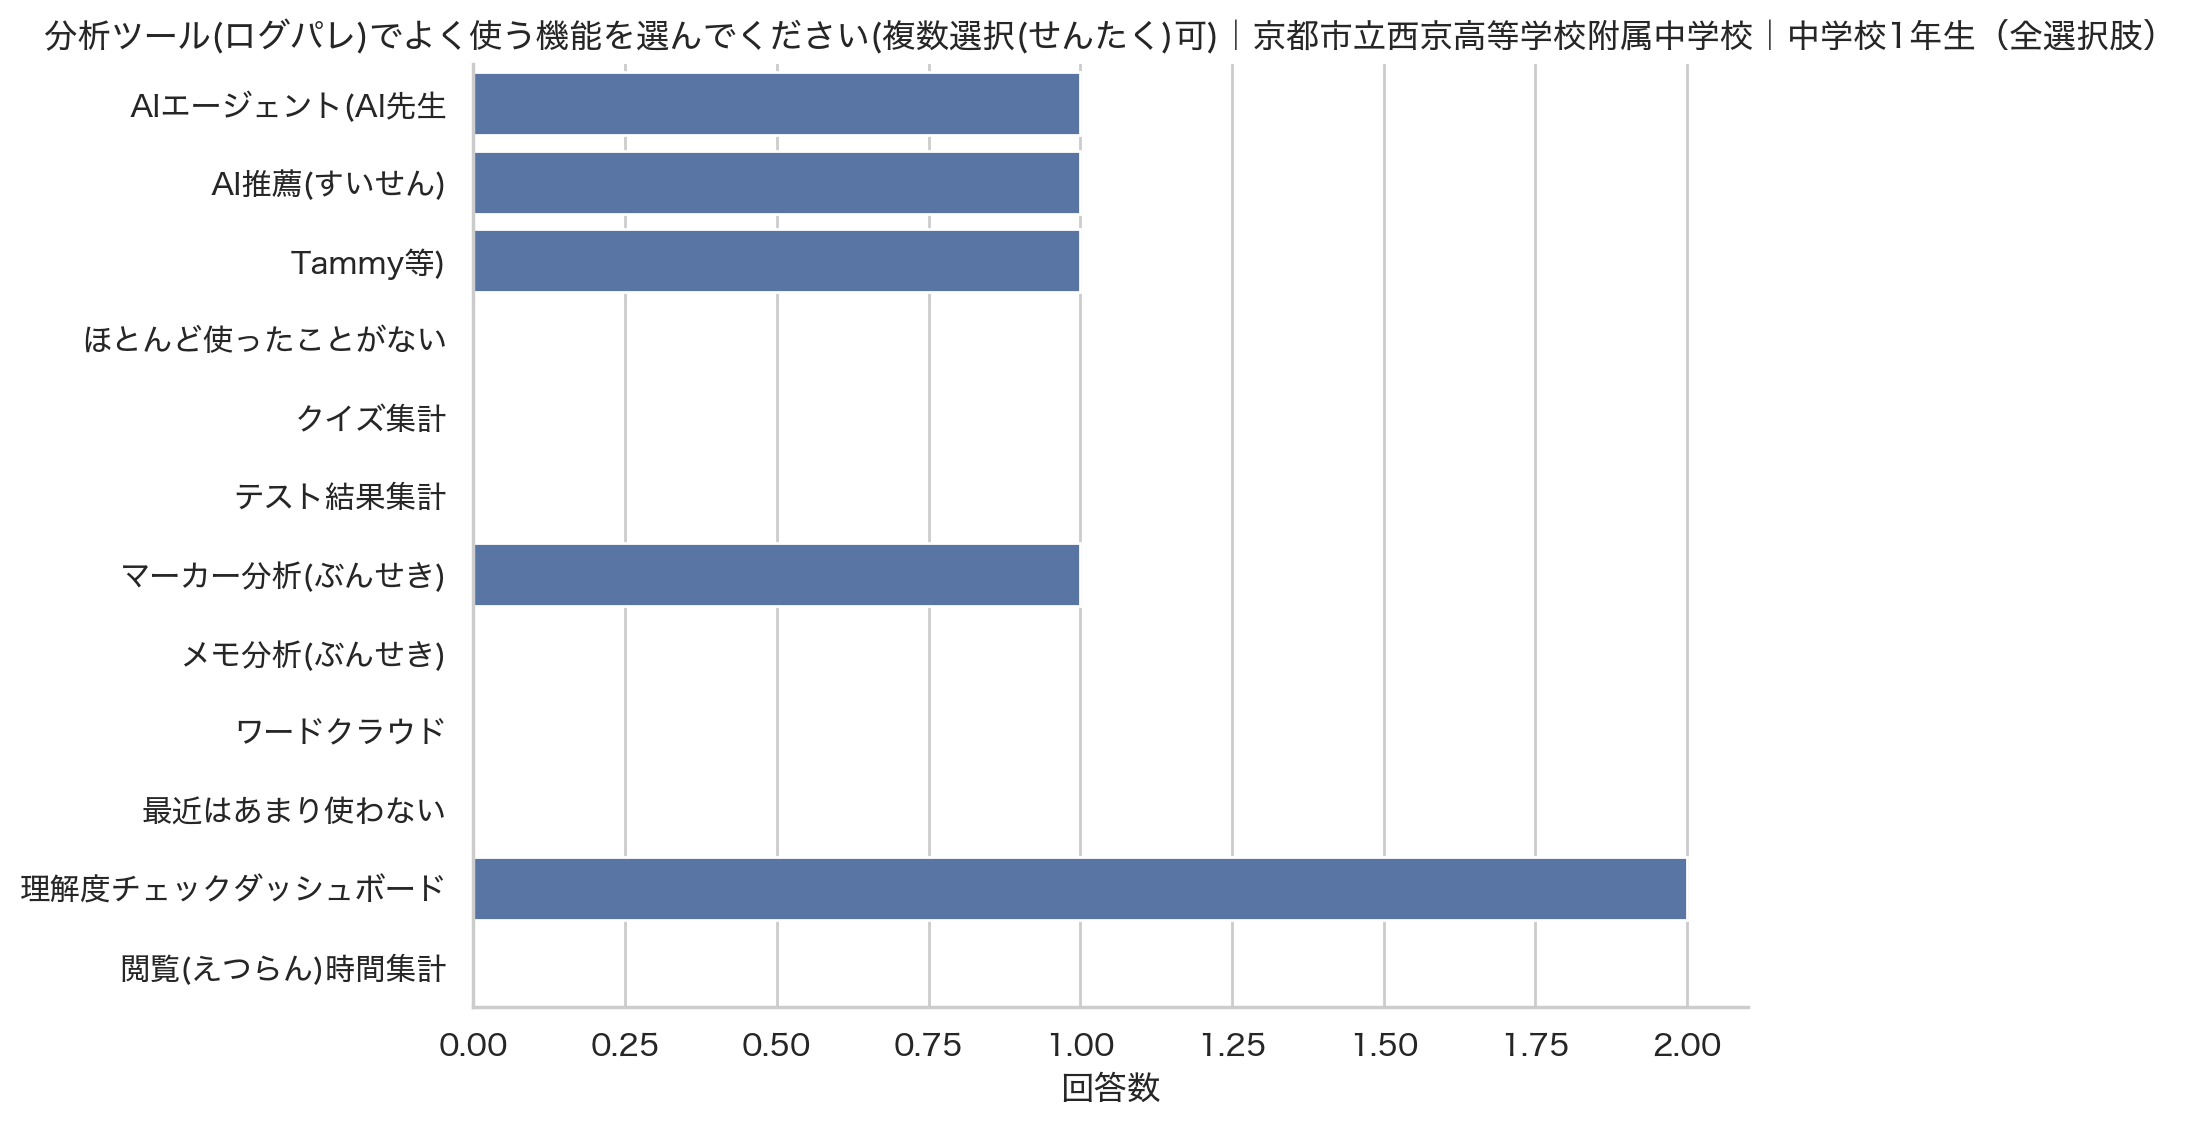 分析ツール(ログパレ)でよく使う機能を選んでください(複数選択(せんたく)可)｜京都市立西京高等学校附属中学校｜中学校1年生（全選択肢）
AIエージェント(AI先生
AI推薦(すいせん)
Tammy等)
ほとんど使ったことがない
クイズ集計
テスト結果集計
マーカー分析(ぶんせき)
メモ分析(ぶんせき)
ワードクラウド
最近はあまり使わない
理解度チェックダッシュボード
閲覧(えつらん)時間集計
0.00 0.25 0.50 0.75 1.00 1.25 1.50 1.75 2.00
回答数